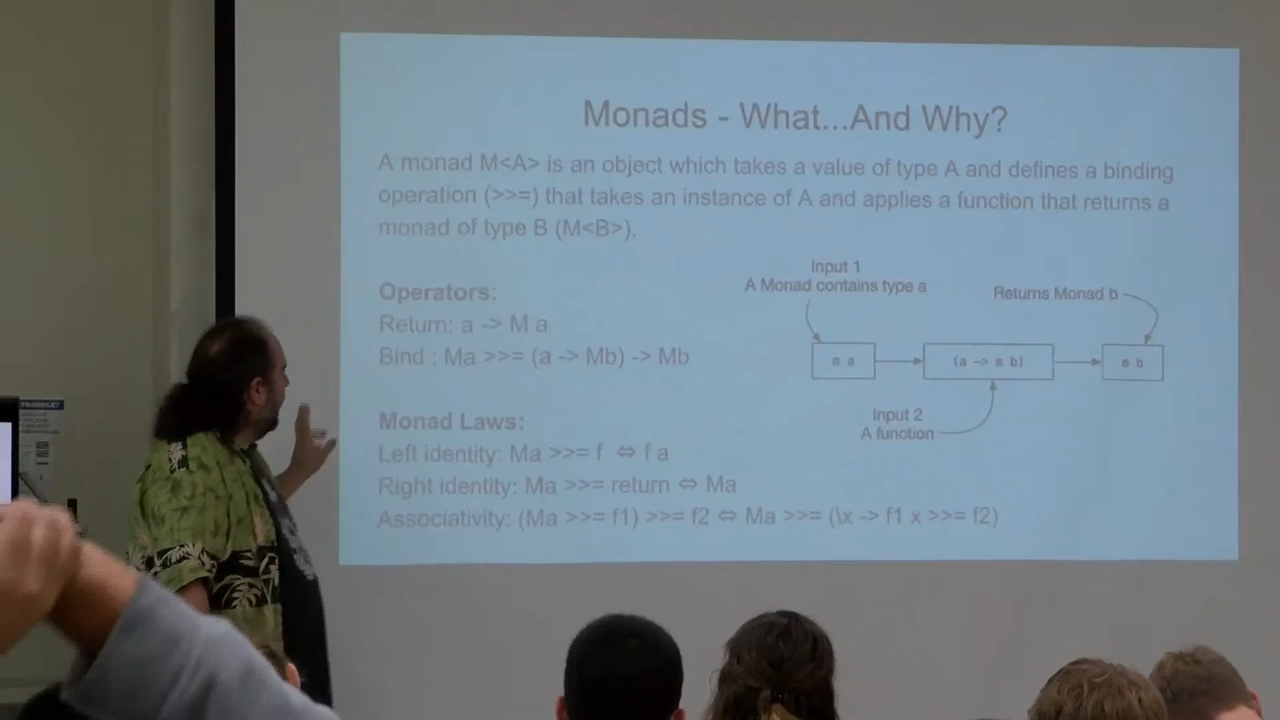 Monads - What...And Why?
A monad M<A> is an object which takes a value of type A and defines a binding
operation (>>=) that takes an instance of A and applies a function that returns a
monad of type B (M<B>).
Operators:
Return: a -> M a
Bind : Ma >>= (a -> Mb) -> Mb
Input 1
A Monad contains type a
Returns Monad b
m a
(a -> m b)
m b
Input 2
A function
Monad Laws:
Left identity: Ma >>= f ⇔ f a
Right identity: Ma >>= return ⇔ Ma
Associativity: (Ma >>= f1) >>= f2 ⇔ Ma >>= (\x -> f1 x >>= f2)